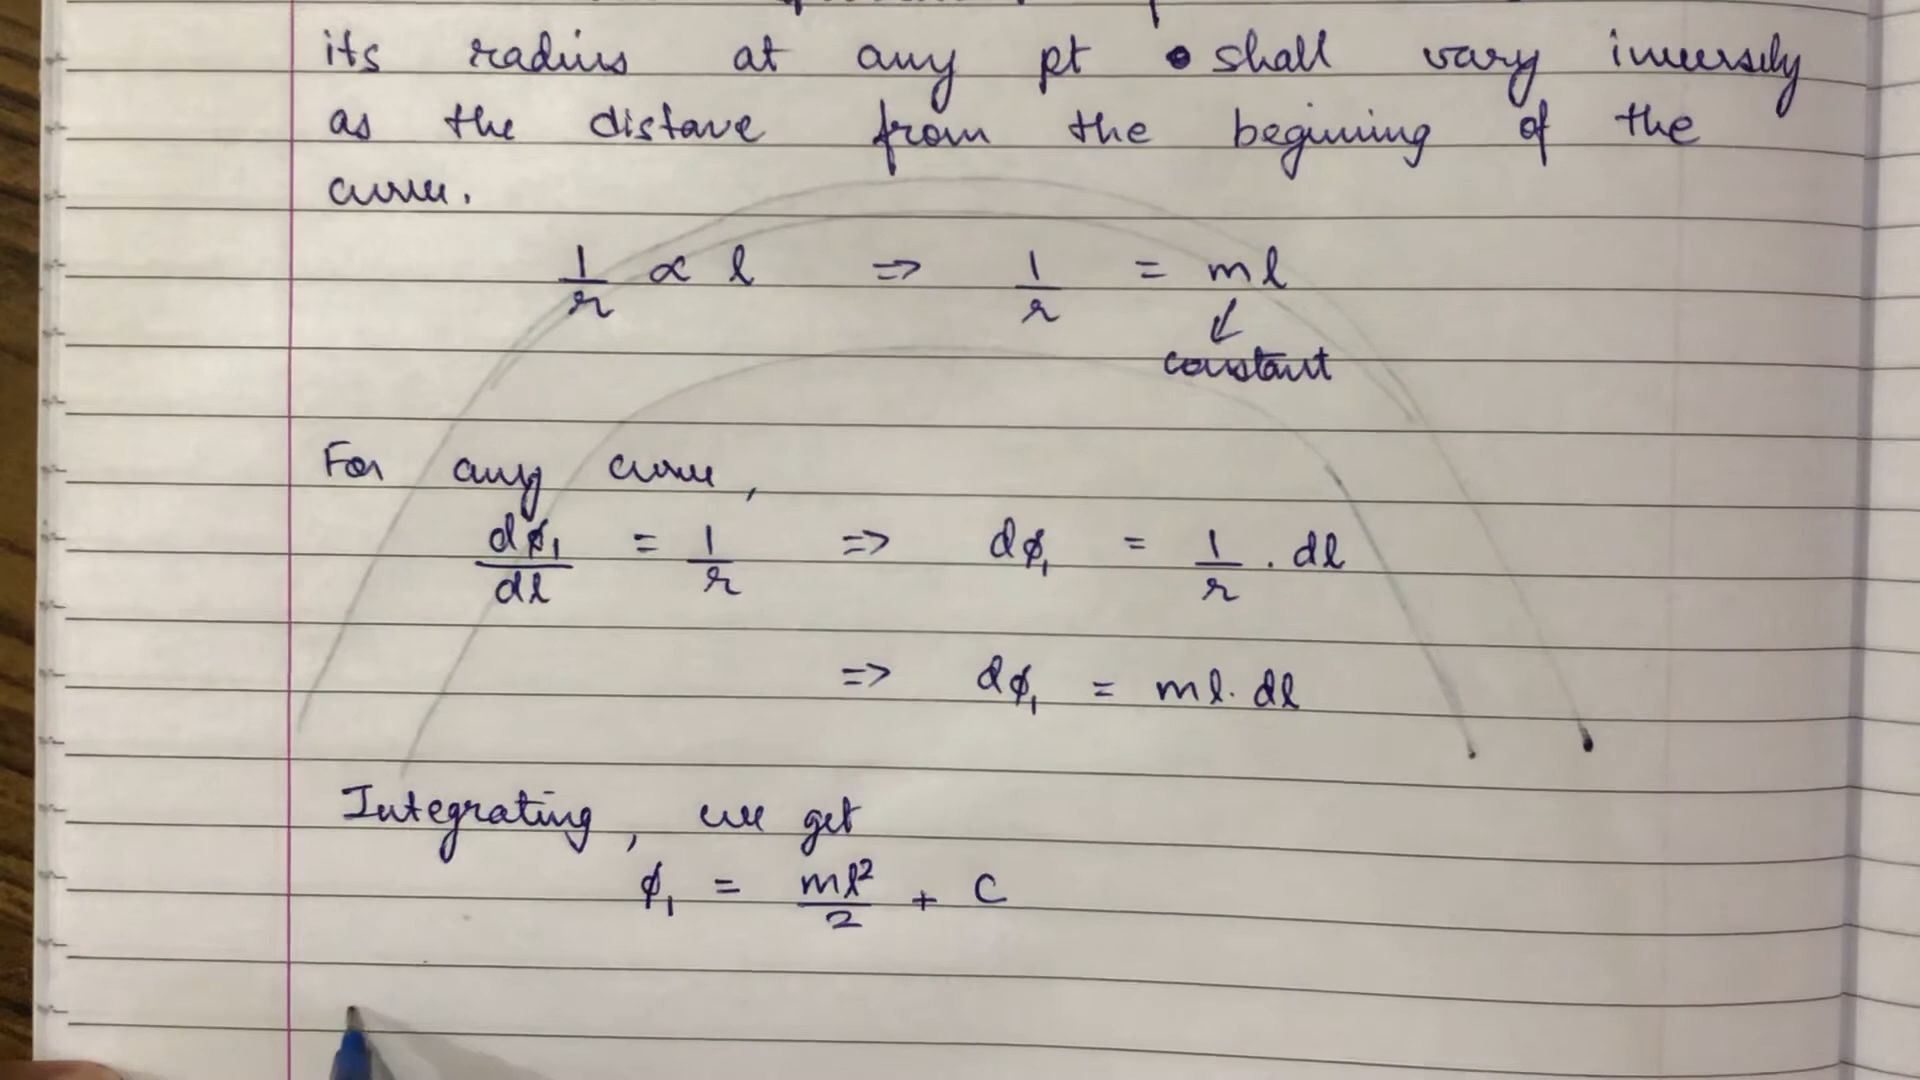 its radius at any pt shall vary inversely
as the distance from the begining of the
curve.
1/r ∝ l => 1/r = ml
↙
constant
For any curve,
dϕ₁/dl = 1/r => dϕ₁ = 1/r . dl
=> dϕ₁ = ml. dl
Integrating, we get
ϕ₁ = ml²/2 + C